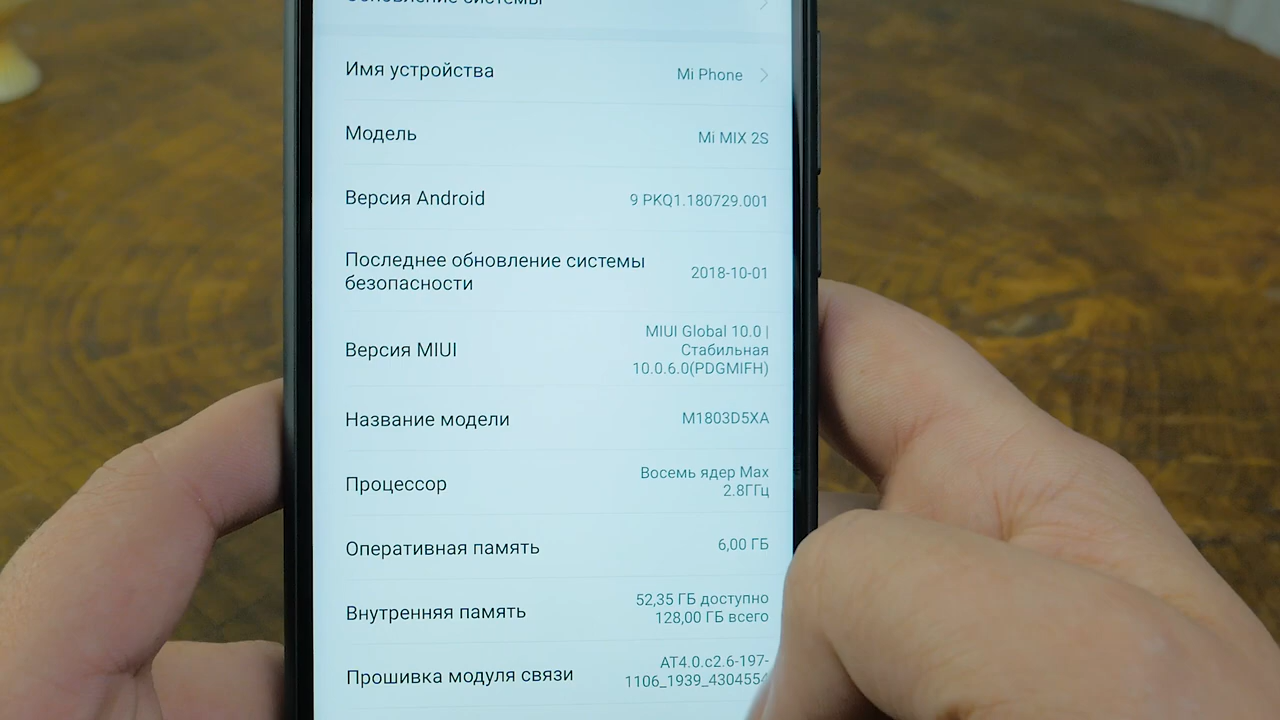 Обновление системы
Имя устройства
Mi Phone
Модель
Mi MIX 2S
Версия Android
9 PKQ1.180729.001
Последнее обновление системы
безопасности
2018-10-01
Версия MIUI
MIUI Global 10.0 |
Стабильная
10.0.6.0(PDGMIFH)
Название модели
M1803D5XA
Процессор
Восемь ядер Max
2.8ГГц
Оперативная память
6,00 ГБ
Внутренняя память
52,35 ГБ доступно
128,00 ГБ всего
Прошивка модуля связи
AT4.0.c2.6-197-
1106_1939_4304554